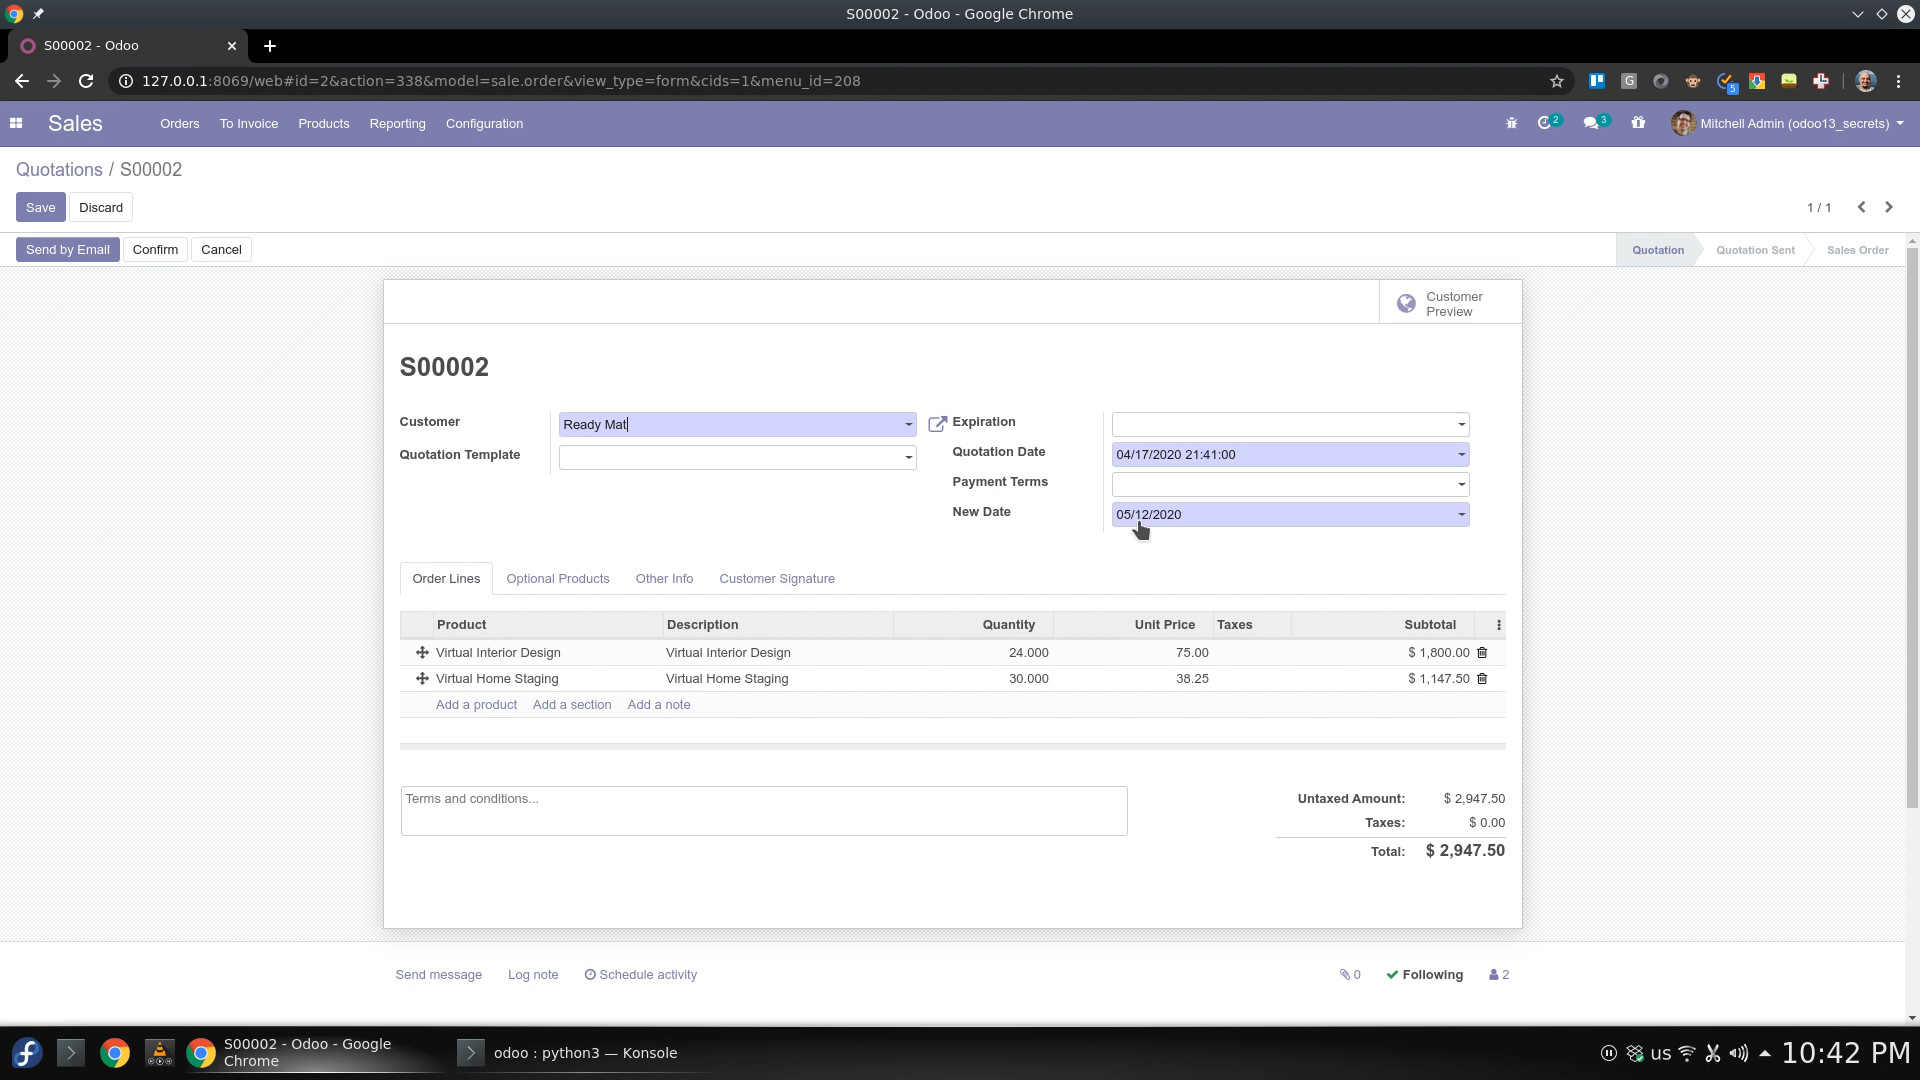 S00002 - Odoo - Google Chrome
S00002 - Odoo
127.0.0.1:8069/web#id=2&action=338&model=sale.order&view_type=form&cids=1&menu_id=208
G
5
Sales
Orders To Invoice Products Reporting Configuration
2
3
Mitchell Admin (odoo13_secrets)
Quotations / S00002
Save Discard
1 / 1
Send by Email Confirm Cancel
Quotation Quotation Sent Sales Order
Customer
Preview
S00002
Customer
Ready Mat
Quotation Template
Expiration
Quotation Date
04/17/2020 21:41:00
Payment Terms
New Date
05/12/2020
Order Lines Optional Products Other Info Customer Signature
Product Description Quantity Unit Price Taxes Subtotal
Virtual Interior Design Virtual Interior Design 24.000 75.00 $ 1,800.00
Virtual Home Staging Virtual Home Staging 30.000 38.25 $ 1,147.50
Add a product Add a section Add a note
Terms and conditions...
Untaxed Amount: $ 2,947.50
Taxes: $ 0.00
Total: $ 2,947.50
Send message Log note Schedule activity
0 Following 2
S00002 - Odoo - Google
Chrome
odoo : python3 — Konsole
us
10:42 PM